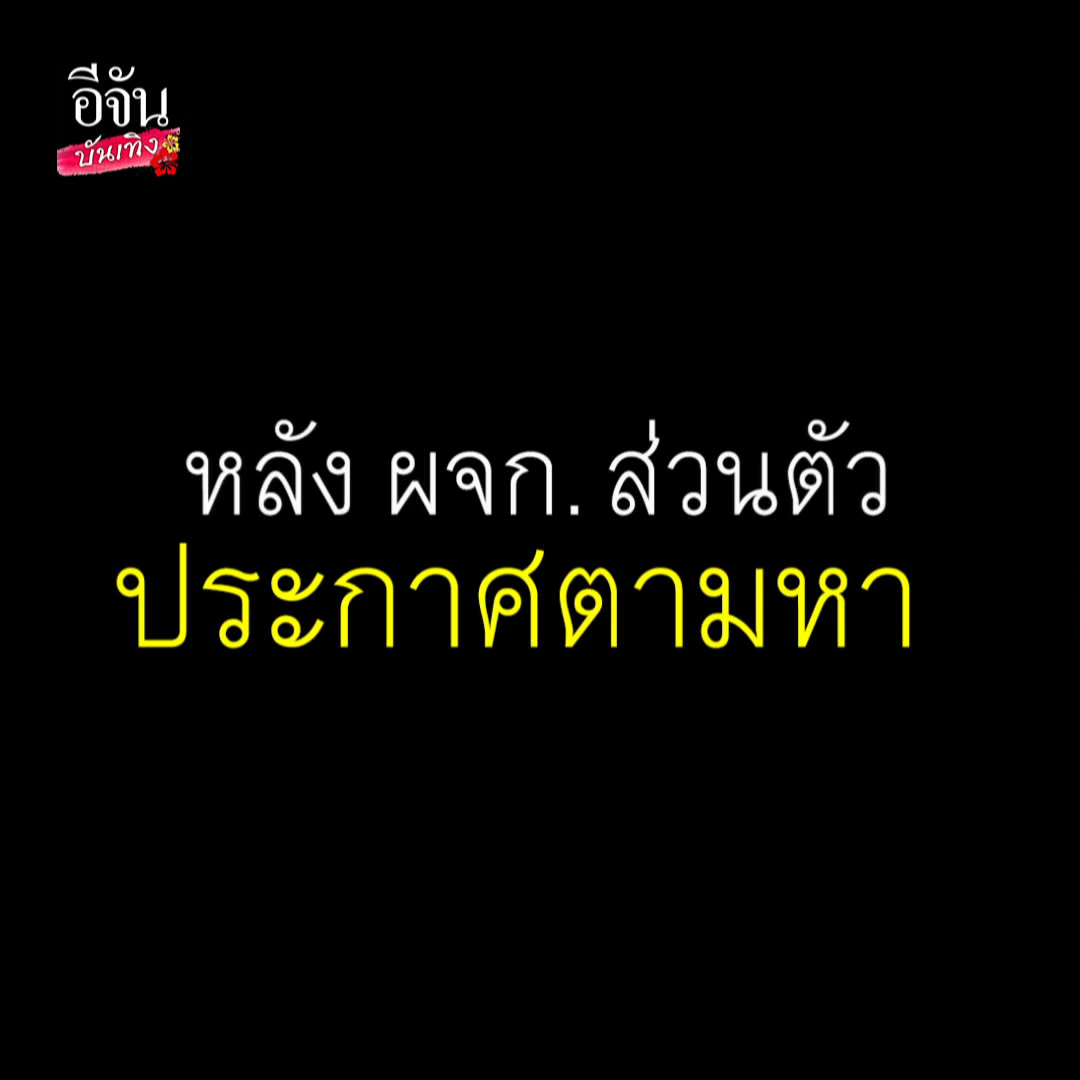 อีจัน
บันเทิง
หลัง ผจก. ส่วนตัว
ประกาศตามหา